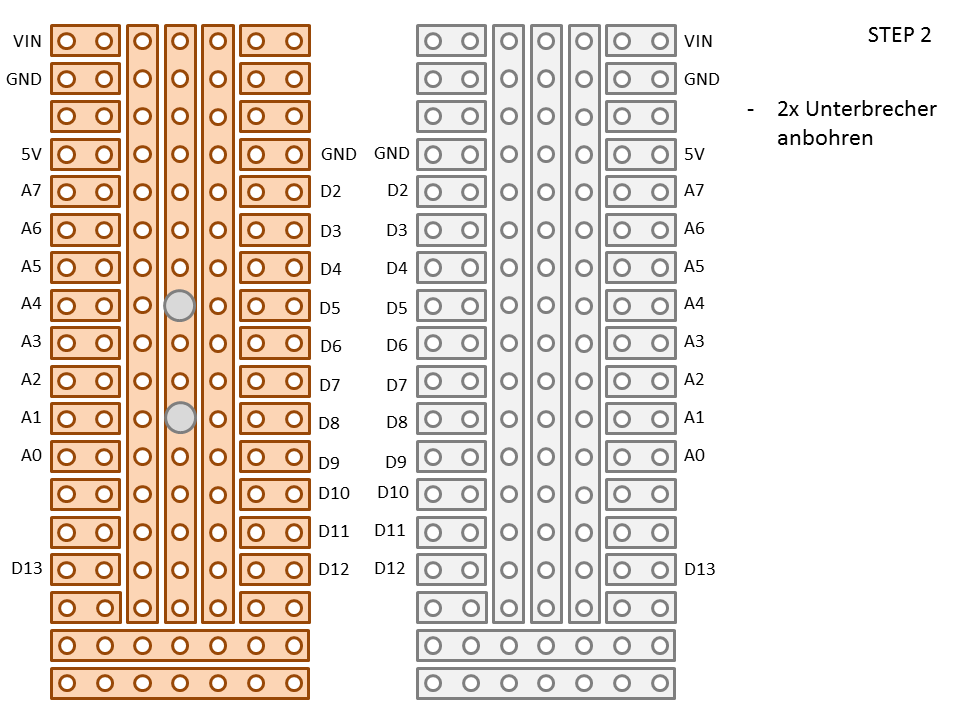 STEP 2
- 2x Unterbrecher
anbohren
VIN VIN
GND GND
5V GND GND 5V
A7 D2 D2 A7
A6 D3 D3 A6
A5 D4 D4 A5
A4 D5 D5 A4
A3 D6 D6 A3
A2 D7 D7 A2
A1 D8 D8 A1
A0 D9 D9 A0
D10 D10
D11 D11
D13 D12 D12 D13